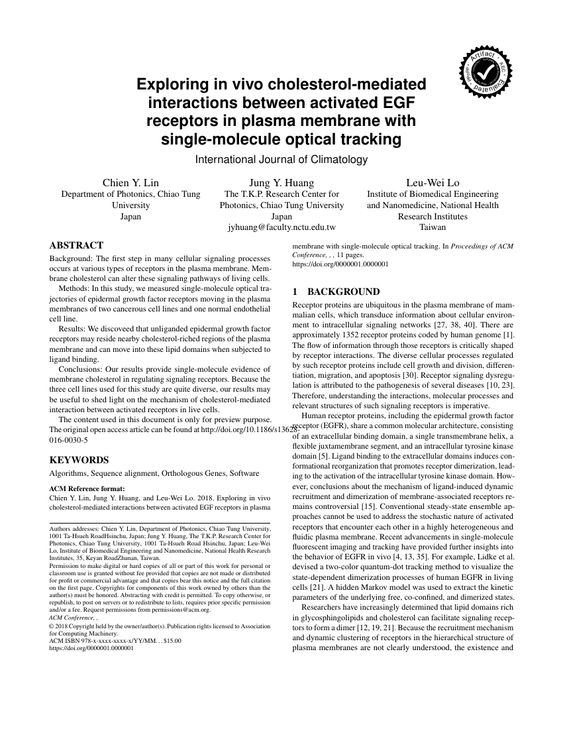 Exploring in vivo cholesterol-mediated
interactions between activated EGF
receptors in plasma membrane with
single-molecule optical tracking
International Journal of Climatology
Chien Y. Lin
Department of Photonics, Chiao Tung
University
Japan
Jung Y. Huang
The T.K.P. Research Center for
Photonics, Chiao Tung University
Japan
jyhuang@faculty.nctu.edu.tw
Leu-Wei Lo
Institute of Biomedical Engineering
and Nanomedicine, National Health
Research Institutes
Taiwan
ABSTRACT
Background: The first step in many cellular signaling processes
occurs at various types of receptors in the plasma membrane. Mem-
brane cholesterol can alter these signaling pathways of living cells.
Methods: In this study, we measured single-molecule optical tra-
jectories of epidermal growth factor receptors moving in the plasma
membranes of two cancerous cell lines and one normal endothelial
cell line.
Results: We discoveed that unliganded epidermal growth factor
receptors may reside nearby cholesterol-rich regions of the plasma
membrane and can move into these lipid domains when subjected to
ligand binding.
Conclusions: Our results provide single-molecule evidence of
membrane cholesterol in regulating signaling receptors. Because the
three cell lines used for this study are quite diverse, our results may
be useful to shed light on the mechanism of cholesterol-mediated
interaction between activated receptors in live cells.
The content used in this document is only for preview purpose.
The original open access article can be found at http://doi.org/10.1186/s13628-
016-0030-5
KEYWORDS
Algorithms, Sequence alignment, Orthologous Genes, Software
ACM Reference format:
Chien Y. Lin, Jung Y. Huang, and Leu-Wei Lo. 2018. Exploring in vivo
cholesterol-mediated interactions between activated EGF receptors in plasma
Authors addresses: Chien Y. Lin, Department of Photonics, Chiao Tung University,
1001 Ta-Hsueh RoadHsinchu, Japan; Jung Y. Huang, The T.K.P. Research Center for
Photonics, Chiao Tung University, 1001 Ta-Hsueh Road Hsinchu, Japan; Leu-Wei
Lo, Institute of Biomedical Engineering and Nanomedicine, National Health Research
Institutes, 35, Keyan RoadZhunan, Taiwan.
Permission to make digital or hard copies of all or part of this work for personal or
classroom use is granted without fee provided that copies are not made or distributed
for profit or commercial advantage and that copies bear this notice and the full citation
on the first page. Copyrights for components of this work owned by others than the
author(s) must be honored. Abstracting with credit is permitted. To copy otherwise, or
republish, to post on servers or to redistribute to lists, requires prior specific permission
and/or a fee. Request permissions from permissions@acm.org.
ACM Conference, ,
© 2018 Copyright held by the owner/author(s). Publication rights licensed to Association
for Computing Machinery.
ACM ISBN 978-x-xxxx-xxxx-x/YY/MM. . . $15.00
https://doi.org/0000001.0000001
membrane with single-molecule optical tracking. In Proceedings of ACM
Conference, , , 11 pages.
https://doi.org/0000001.0000001
1 BACKGROUND
Receptor proteins are ubiquitous in the plasma membrane of mam-
malian cells, which transduce information about cellular environ-
ment to intracellular signaling networks [27, 38, 40]. There are
approximately 1352 receptor proteins coded by human genome [1].
The flow of information through those receptors is critically shaped
by receptor interactions. The diverse cellular processes regulated
by such receptor proteins include cell growth and division, differen-
tiation, migration, and apoptosis [30]. Receptor signaling dysregu-
lation is attributed to the pathogenesis of several diseases [10, 23].
Therefore, understanding the interactions, molecular processes and
relevant structures of such signaling receptors is imperative.
Human receptor proteins, including the epidermal growth factor
receptor (EGFR), share a common molecular architecture, consisting
of an extracellular binding domain, a single transmembrane helix, a
flexible juxtamembrane segment, and an intracellular tyrosine kinase
domain [5]. Ligand binding to the extracellular domains induces con-
formational reorganization that promotes receptor dimerization, lead-
ing to the activation of the intracellular tyrosine kinase domain. How-
ever, conclusions about the mechanism of ligand-induced dynamic
recruitment and dimerization of membrane-associated receptors re-
mains controversial [15]. Conventional steady-state ensemble ap-
proaches cannot be used to address the stochastic nature of activated
receptors that encounter each other in a highly heterogeneous and
fluidic plasma membrane. Recent advancements in single-molecule
fluorescent imaging and tracking have provided further insights into
the behavior of EGFR in vivo [4, 13, 35]. For example, Lidke et al.
devised a two-color quantum-dot tracking method to visualize the
state-dependent dimerization processes of human EGFR in living
cells [21]. A hidden Markov model was used to extract the kinetic
parameters of the underlying free, co-confined, and dimerized states.
Researchers have increasingly determined that lipid domains rich
in glycosphingolipids and cholesterol can facilitate signaling recep-
tors to form a dimer [12, 19, 21]. Because the recruitment mechanism
and dynamic clustering of receptors in the hierarchical structure of
plasma membranes are not clearly understood, the existence and